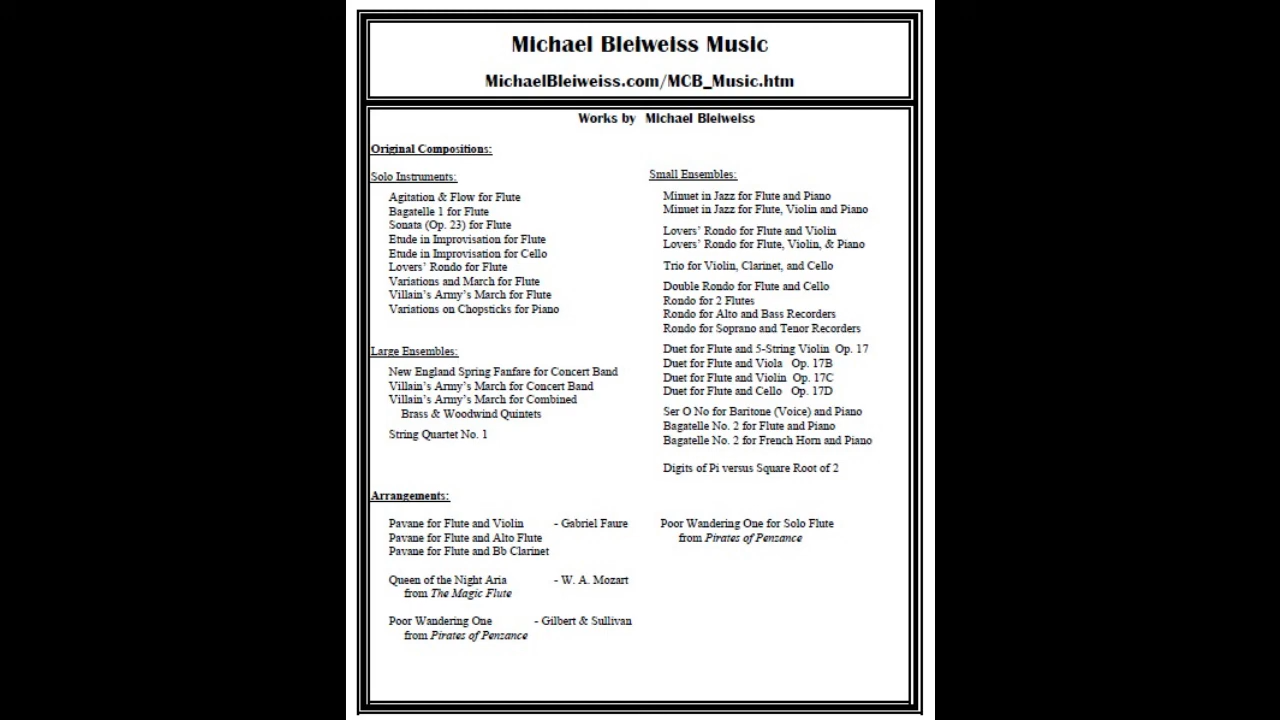 Michael Bleiweiss Music
MichaelBleiweiss.com/MCB_Music.htm
Works by Michael Bleiweiss
Original Compositions:
Solo Instruments:
Agitation & Flow for Flute
Bagatelle 1 for Flute
Sonata (Op. 23) for Flute
Etude in Improvisation for Flute
Etude in Improvisation for Cello
Lovers' Rondo for Flute
Variations and March for Flute
Villain's Army's March for Flute
Variations on Chopsticks for Piano
Large Ensembles:
New England Spring Fanfare for Concert Band
Villain's Army's March for Concert Band
Villain's Army's March for Combined
Brass & Woodwind Quintets
String Quartet No. 1
Small Ensembles:
Minuet in Jazz for Flute and Piano
Minuet in Jazz for Flute, Violin and Piano
Lovers' Rondo for Flute and Violin
Lovers' Rondo for Flute, Violin, & Piano
Trio for Violin, Clarinet, and Cello
Double Rondo for Flute and Cello
Rondo for 2 Flutes
Rondo for Alto and Bass Recorders
Rondo for Soprano and Tenor Recorders
Duet for Flute and 5-String Violin Op. 17
Duet for Flute and Viola Op. 17B
Duet for Flute and Violin Op. 17C
Duet for Flute and Cello Op. 17D
Ser O No for Baritone (Voice) and Piano
Bagatelle No. 2 for Flute and Piano
Bagatelle No. 2 for French Horn and Piano
Digits of Pi versus Square Root of 2
Arrangements:
Pavane for Flute and Violin - Gabriel Faure
Pavane for Flute and Alto Flute
Pavane for Flute and Bb Clarinet
Queen of the Night Aria - W. A. Mozart
from The Magic Flute
Poor Wandering One - Gilbert & Sullivan
from Pirates of Penzance
Poor Wandering One for Solo Flute
from Pirates of Penzance